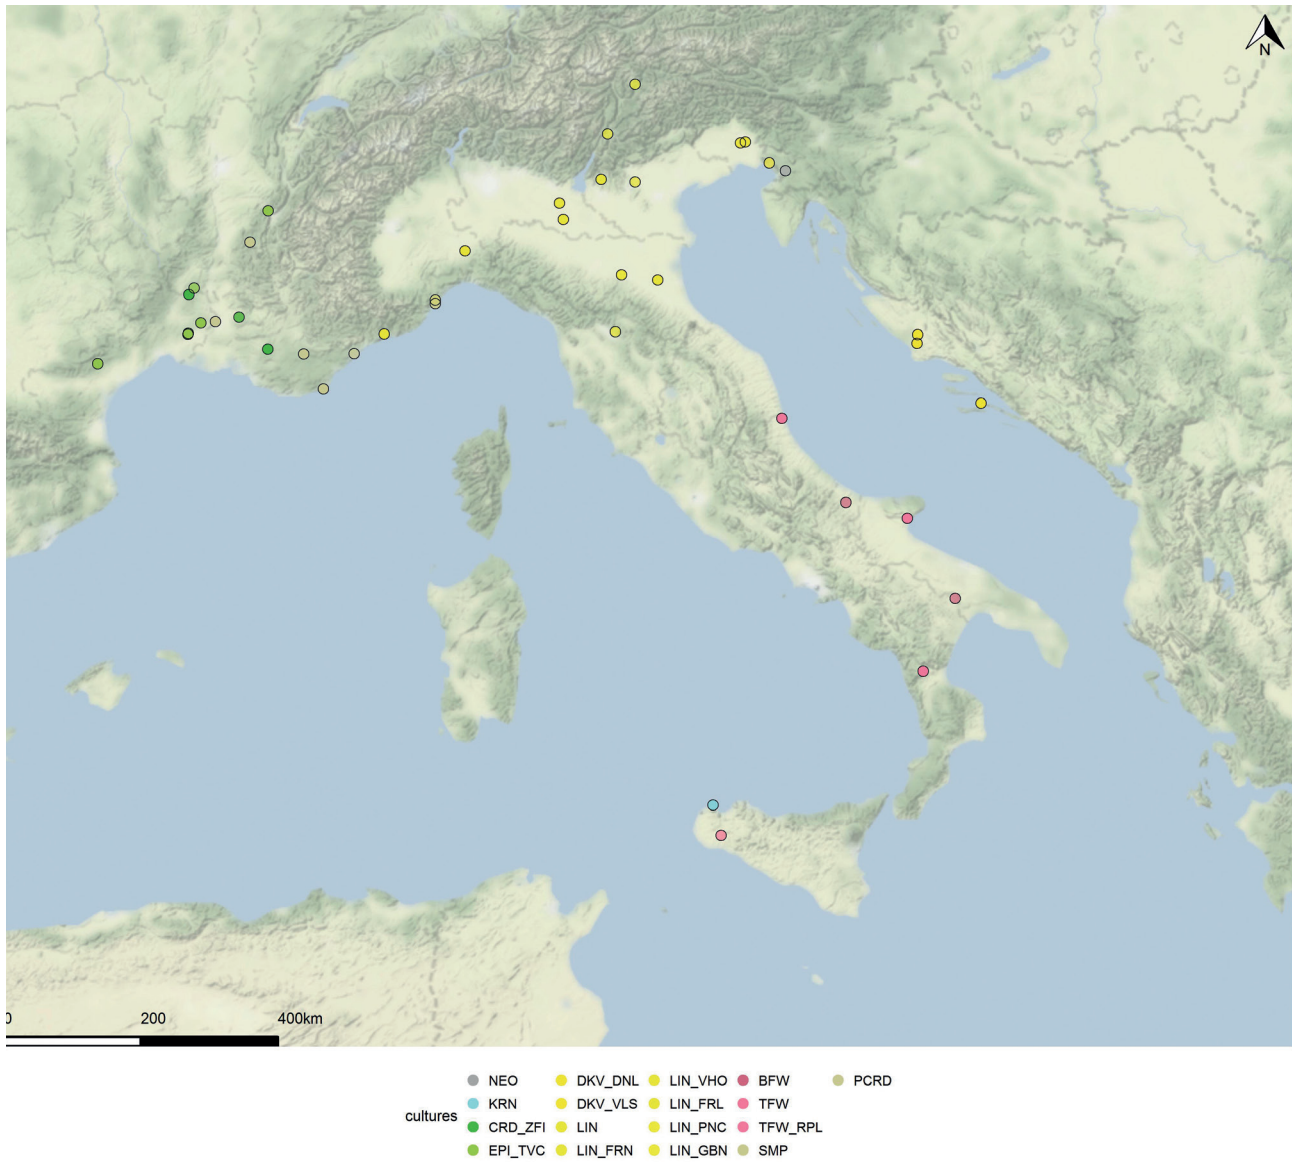 N
0 200 400km
NEO DKV_DNL LIN_VHO BFW PCRD
KRN DKV_VLS LIN_FRL TFW
cultures
CRD_ZFI LIN LIN_PNC TFW_RPL
EPI_TVC LIN_FRN LIN_GBN SMP